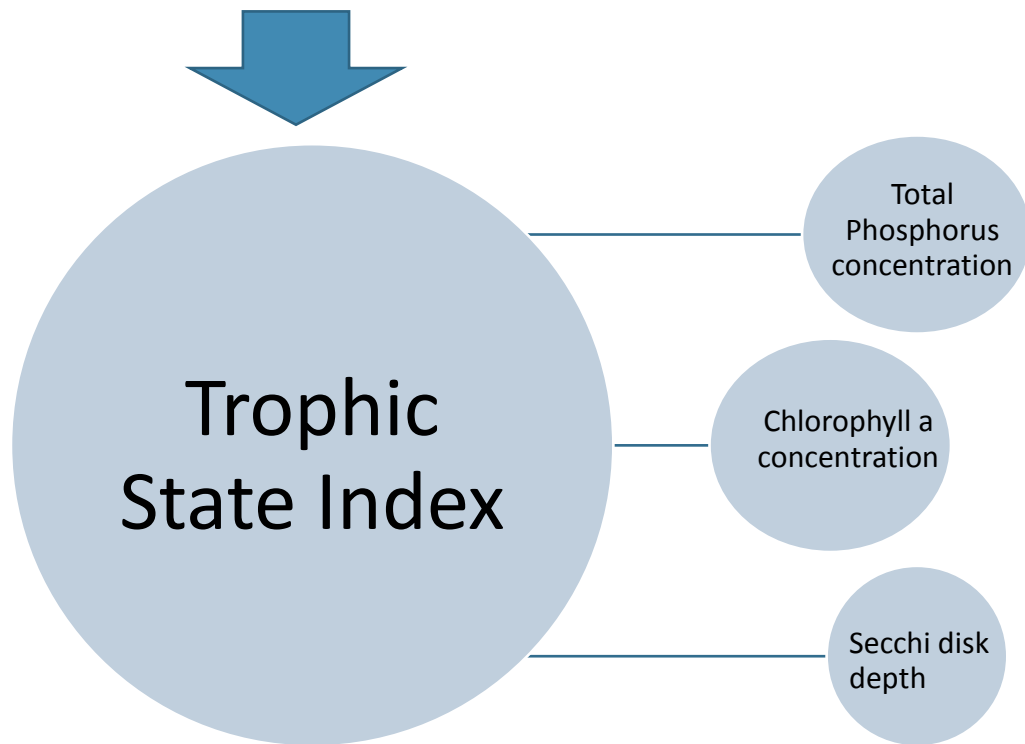 Trophic
State Index
Total
Phosphorus
concentration
Chlorophyll a
concentration
Secchi disk
depth